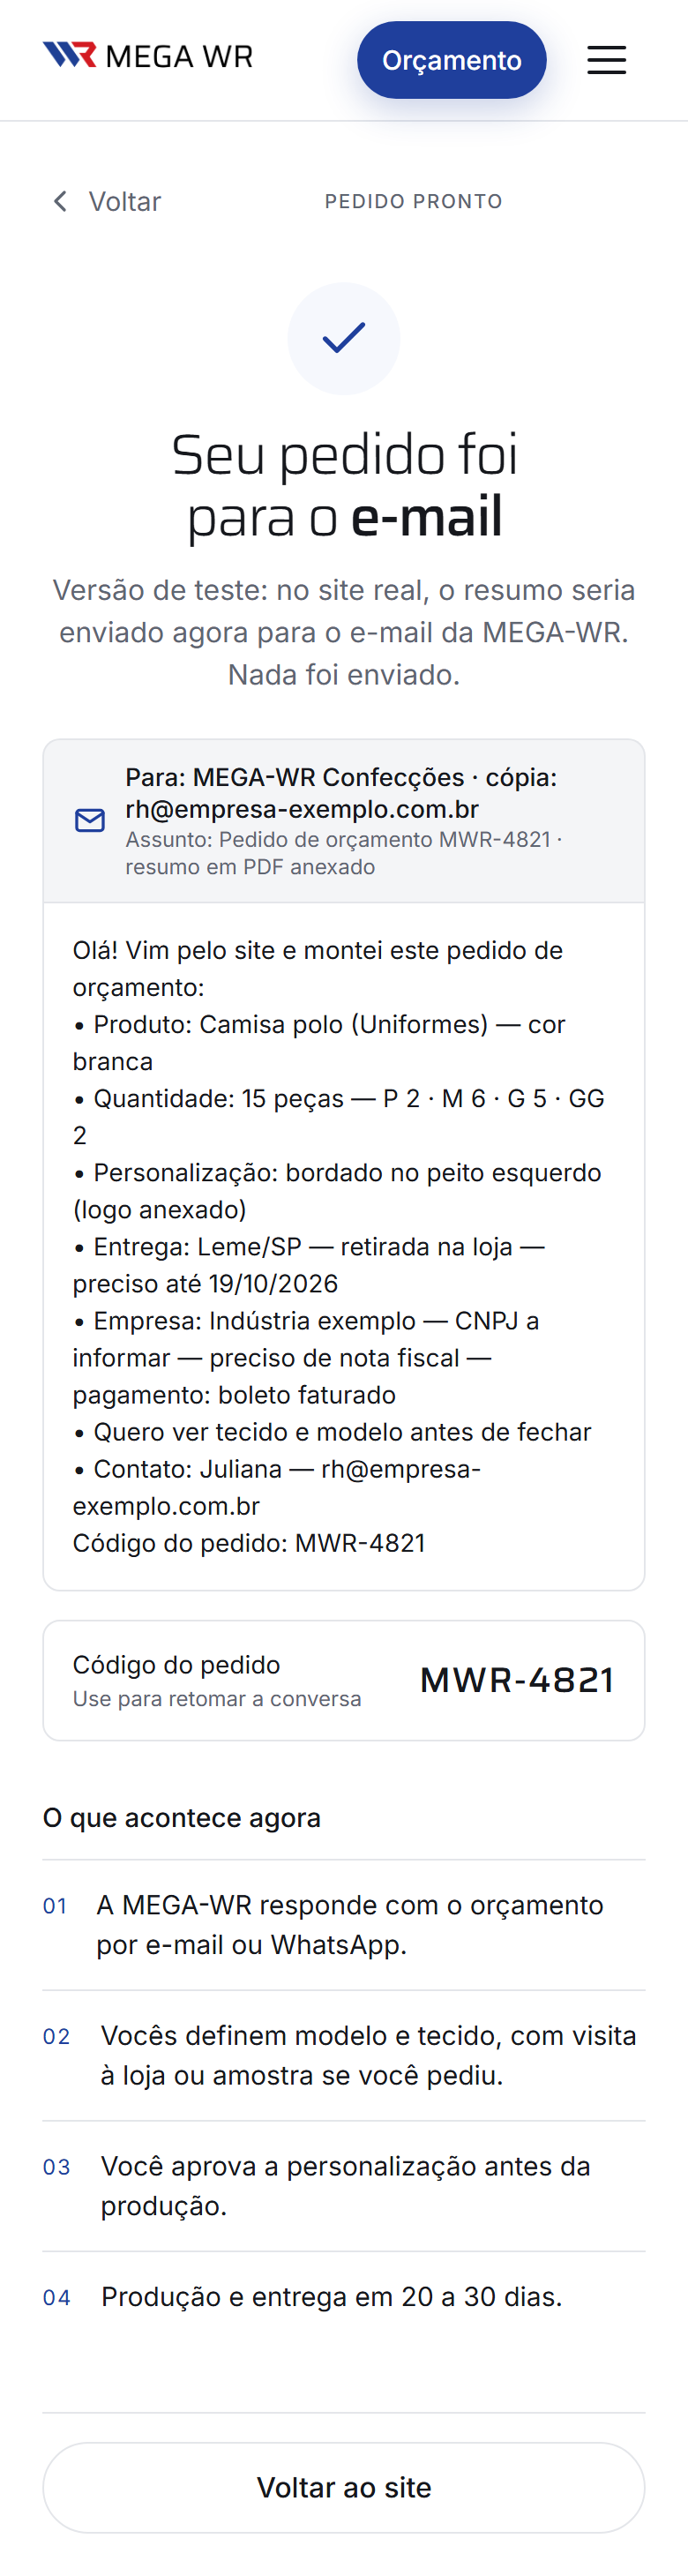 WR MEGA WR
Orçamento
Voltar
PEDIDO PRONTO
Seu pedido foi
para o e-mail
Versão de teste: no site real, o resumo seria
enviado agora para o e-mail da MEGA-WR.
Nada foi enviado.
Para: MEGA-WR Confecções · cópia:
rh@empresa-exemplo.com.br
Assunto: Pedido de orçamento MWR-4821 ·
resumo em PDF anexado
Olá! Vim pelo site e montei este pedido de
orçamento:
• Produto: Camisa polo (Uniformes) — cor
branca
• Quantidade: 15 peças — P 2 · M 6 · G 5 · GG
2
• Personalização: bordado no peito esquerdo
(logo anexado)
• Entrega: Leme/SP — retirada na loja —
preciso até 19/10/2026
• Empresa: Indústria exemplo — CNPJ a
informar — preciso de nota fiscal —
pagamento: boleto faturado
• Quero ver tecido e modelo antes de fechar
• Contato: Juliana — rh@empresa-
exemplo.com.br
Código do pedido: MWR-4821
Código do pedido
Use para retomar a conversa
MWR-4821
O que acontece agora
01 A MEGA-WR responde com o orçamento
por e-mail ou WhatsApp.
02 Vocês definem modelo e tecido, com visita
à loja ou amostra se você pediu.
03 Você aprova a personalização antes da
produção.
04 Produção e entrega em 20 a 30 dias.
Voltar ao site